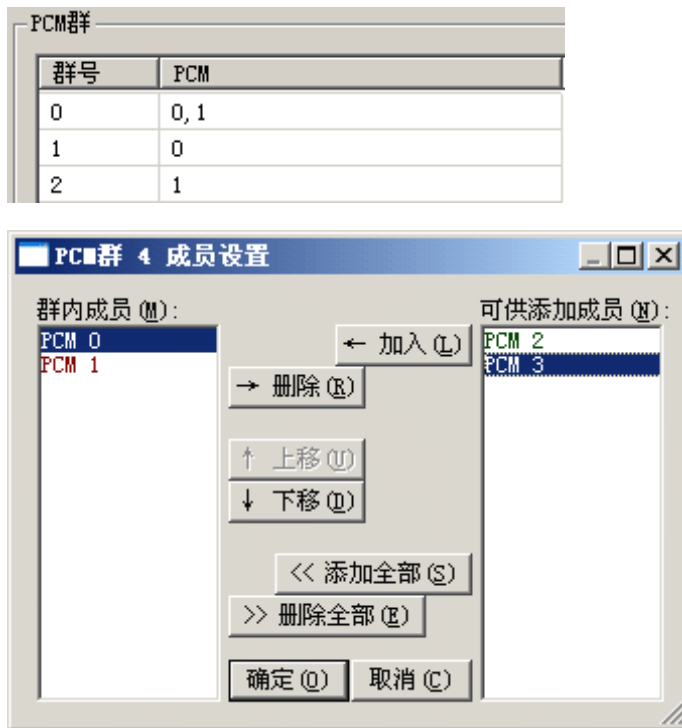 PCM群
群号 PCM
0 0,1
1 0
2 1
PCM群 4 成员设置
群内成员(M): 可供添加成员(N):
PCM 0 ← 加入(L) PCM 2
PCM 1 → 删除(R) PCM 3
↑ 上移(U)
↓ 下移(D)
<< 添加全部(S)
>> 删除全部(E)
确定(O) 取消(C)